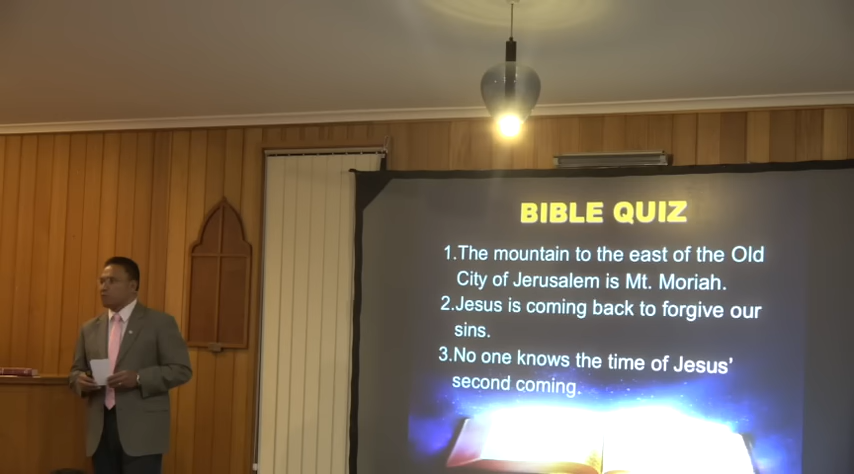 BIBLE QUIZ
1.The mountain to the east of the Old
City of Jerusalem is Mt. Moriah.
2.Jesus is coming back to forgive our
sins.
3.No one knows the time of Jesus'
second coming.